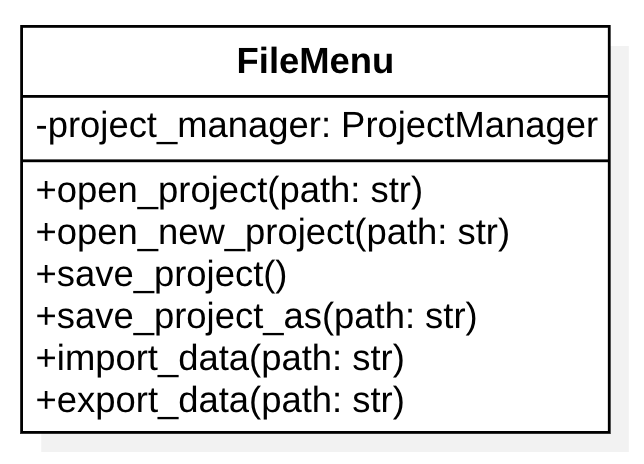 FileMenu
-project_manager: ProjectManager
+open_project(path: str)
+open_new_project(path: str)
+save_project()
+save_project_as(path: str)
+import_data(path: str)
+export_data(path: str)